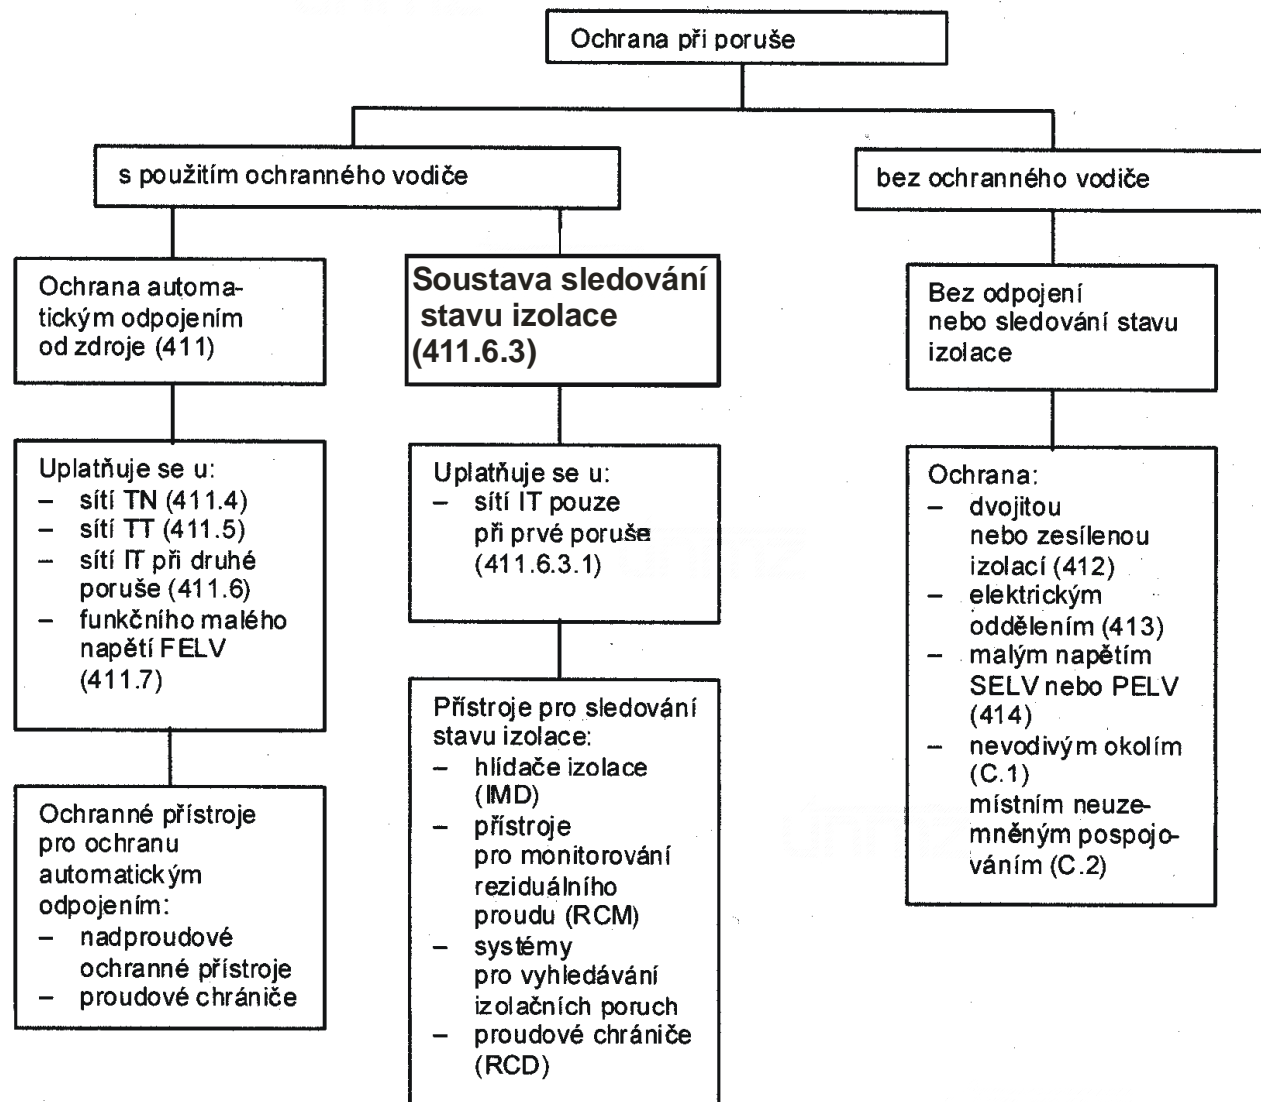 Ochrana při poruše
s použitím ochranného vodiče
bez ochranného vodiče
Ochrana automa-
tickým odpojením
od zdroje (411)
Soustava sledování
stavu izolace
(411.6.3)
Bez odpojení
nebo sledování stavu
izolace
Uplatňuje se u:
– sítí TN (411.4)
– sítí TT (411.5)
– sítí IT při druhé
poruše (411.6)
– funkčního malého
napětí FELV
(411.7)
Uplatňuje se u:
– sítí IT pouze
při prvé poruše
(411.6.3.1)
Ochrana:
– dvojitou
nebo zesílenou
izolací (412)
– elektrickým
oddělením (413)
– malým napětím
SELV nebo PELV
(414)
– nevodivým okolím
(C.1)
místním neuze-
mněným pospojo-
váním (C.2)
Ochranné přístroje
pro ochranu
automatickým
odpojením:
– nadproudové
ochranné přístroje
– proudové chrániče
Přístroje pro sledování
stavu izolace:
– hlídače izolace
(IMD)
– přístroje
pro monitorování
reziduálního
proudu (RCM)
– systémy
pro vyhledávání
izolačních poruch
– proudové chrániče
(RCD)